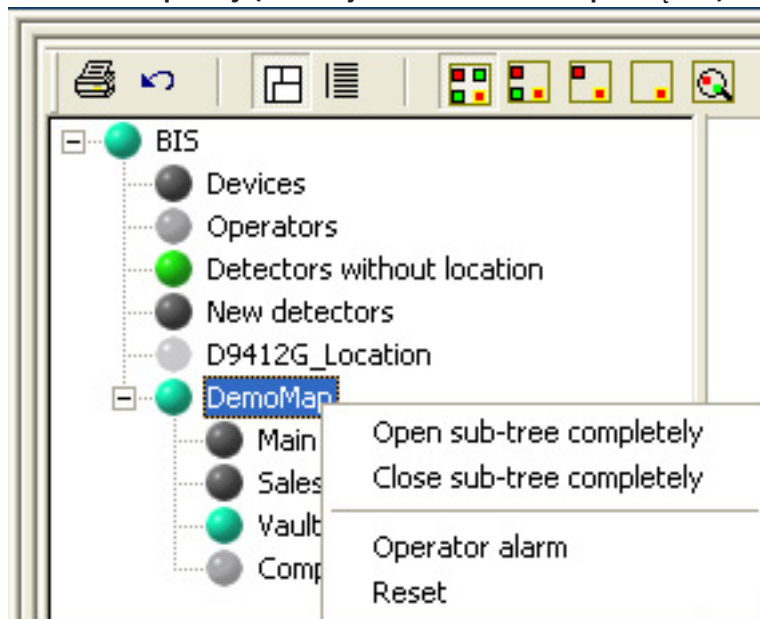 BIS
Devices
Operators
Detectors without location
New detectors
D9412G_Location
DemoMap
Main
Open sub-tree completely
Sales
Close sub-tree completely
Vault
Operator alarm
Reset